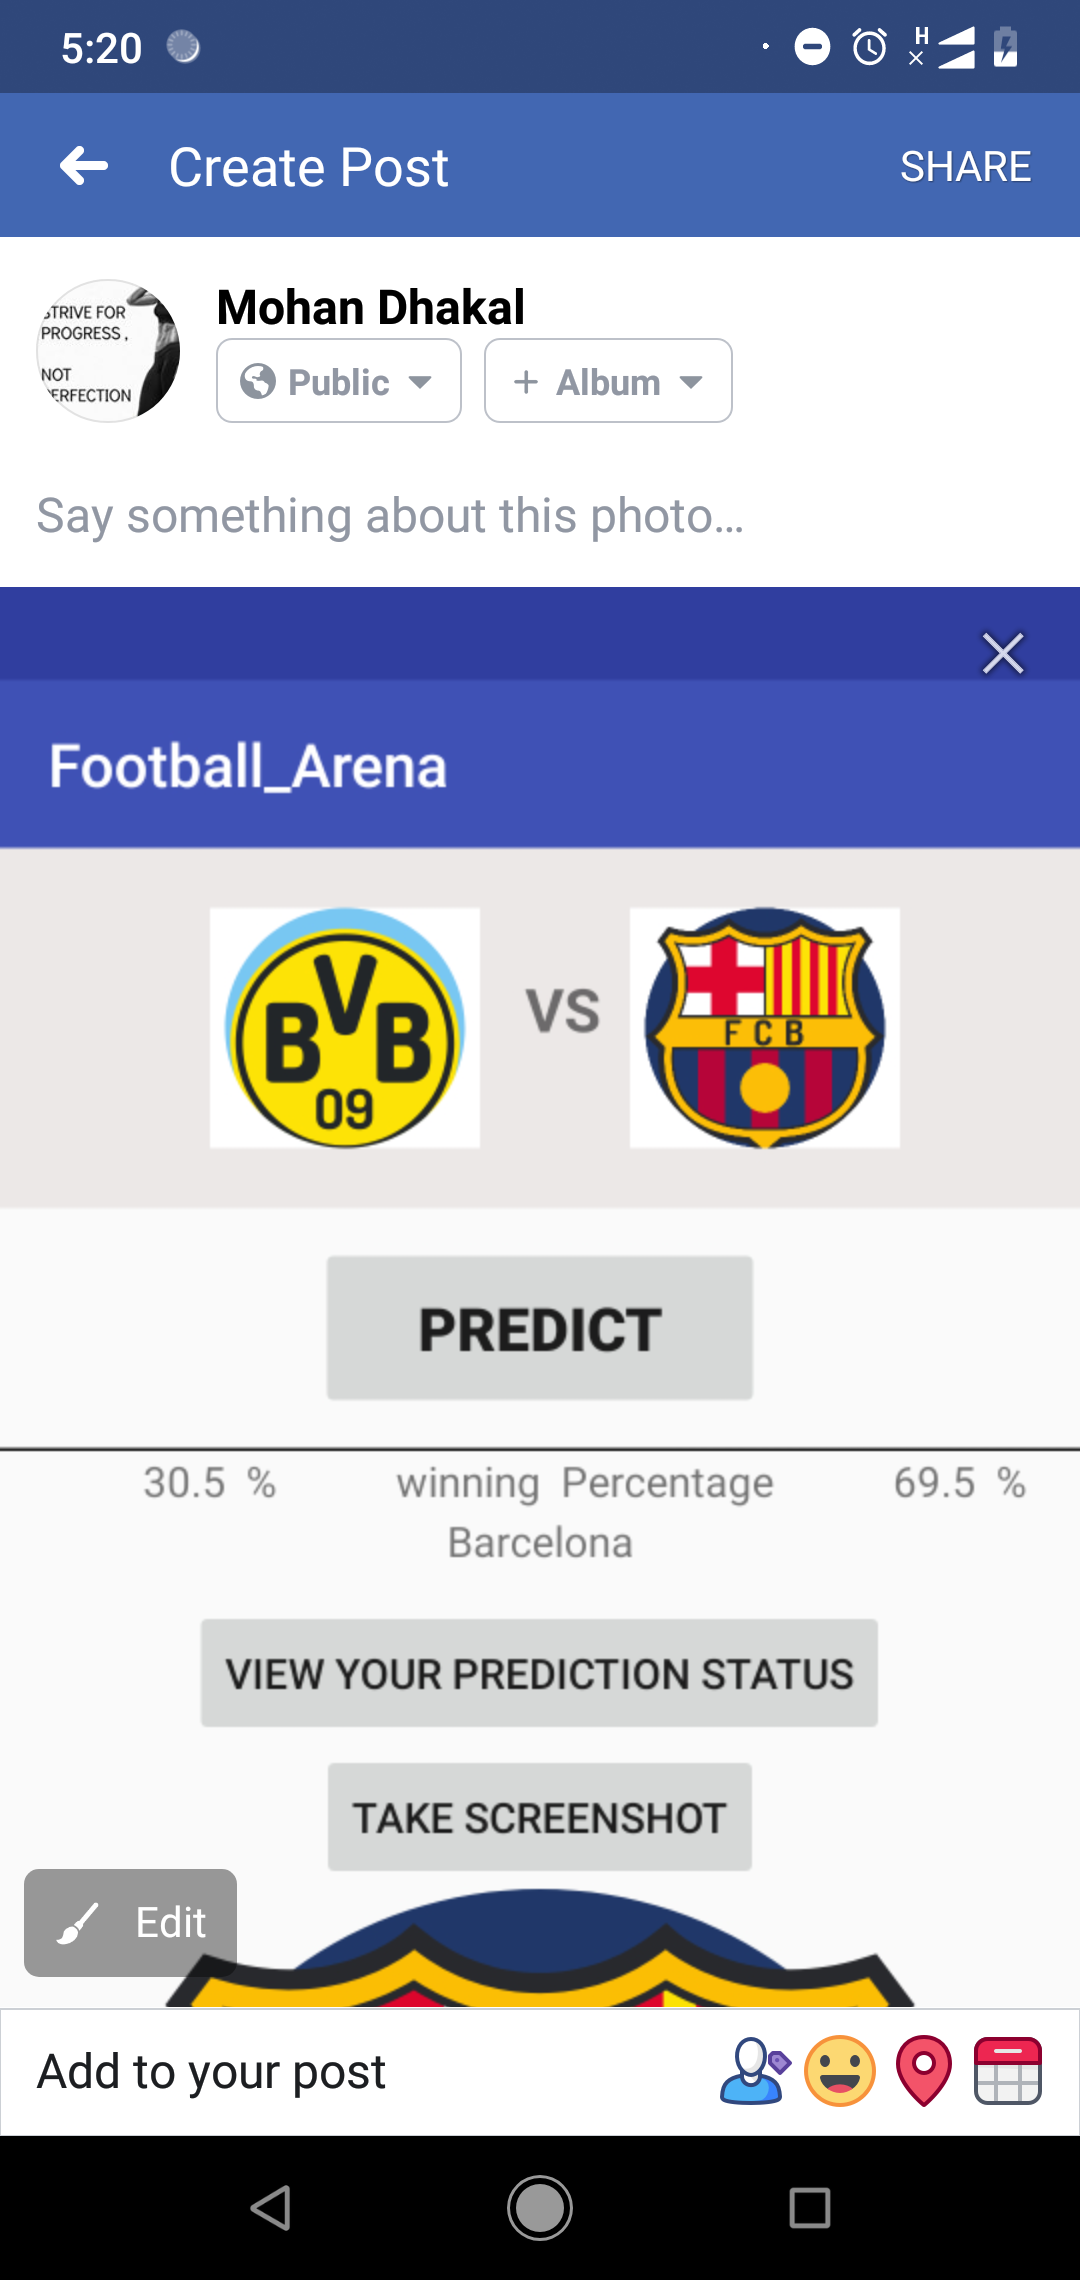 5:20
H
Create Post
SHARE
STRIVE FOR
PROGRESS,
NOT
PERFECTION
Mohan Dhakal
Public
+ Album
Say something about this photo...
Football_Arena
BVB
09
VS
FCB
PREDICT
30.5 % winning Percentage 69.5 %
Barcelona
VIEW YOUR PREDICTION STATUS
TAKE SCREENSHOT
Edit
Add to your post